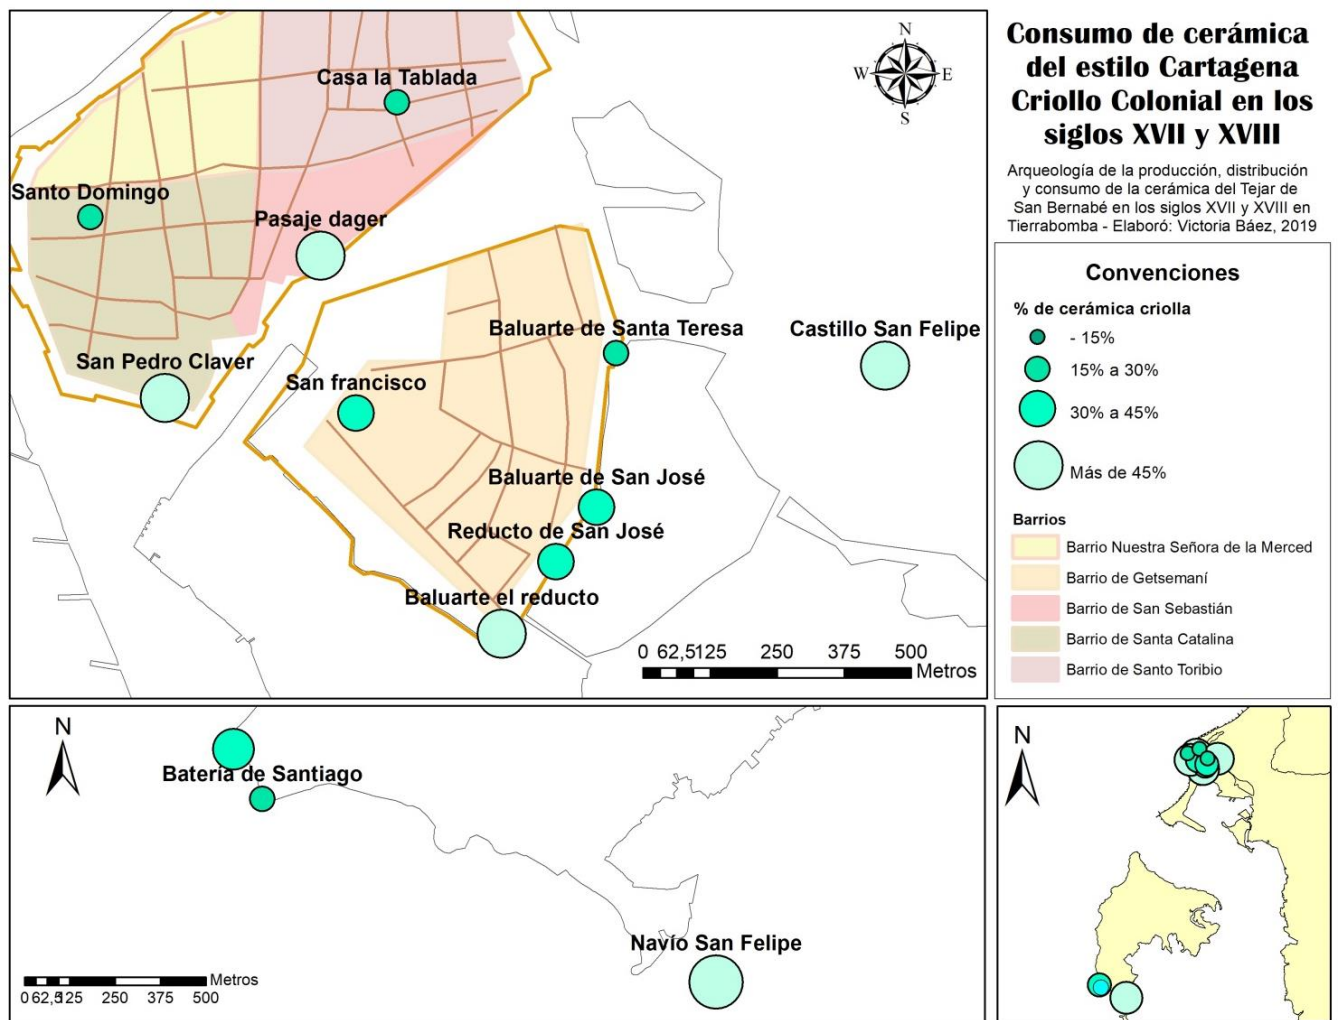 Consumo de cerámica
del estilo Cartagena
Criollo Colonial en los
siglos XVII y XVIII
Arqueología de la producción, distribución
y consumo de la cerámica del Tejar de
San Bernabé en los siglos XVII y XVIII en
Tierrabomba - Elaboró: Victoria Báez, 2019
N
W E
S
Casa la Tablada
Santo Domingo
Pasaje dager
Baluarte de Santa Teresa
Castillo San Felipe
San Pedro Claver
San francisco
Baluarte de San José
Reducto de San José
Baluarte el reducto
0 62,5125 250 375 500
Metros
Convenciones
% de cerámica criolla
- 15%
15% a 30%
30% a 45%
Más de 45%
Barrios
Barrio Nuestra Señora de la Merced
Barrio de Getsemaní
Barrio de San Sebastián
Barrio de Santa Catalina
Barrio de Santo Toribio
N
Batería de Santiago
Navío San Felipe
Metros
0 62,5125 250 375 500
N